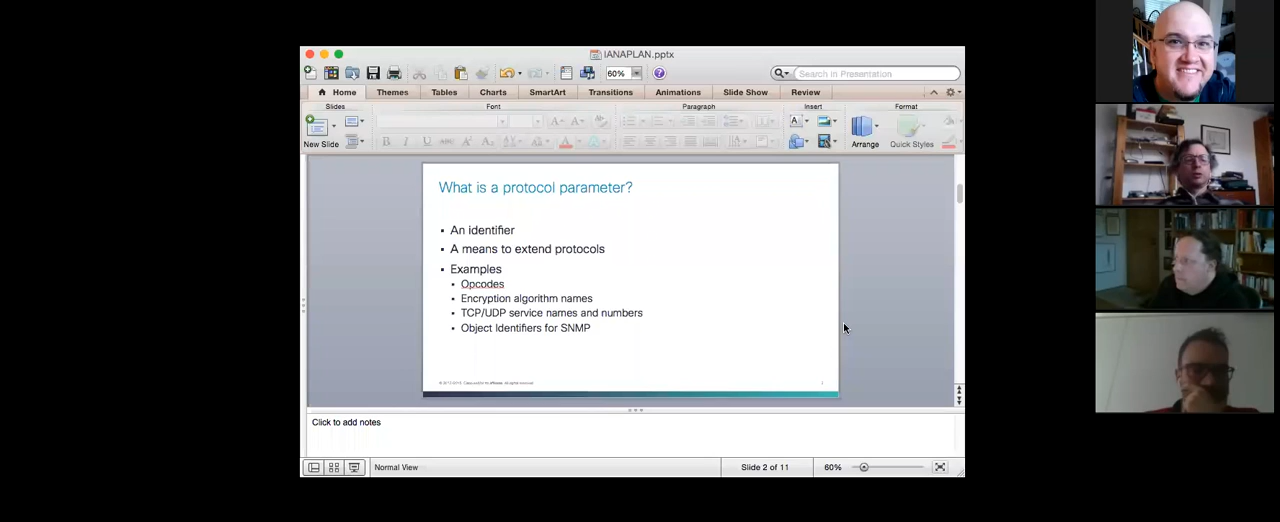 IANAPLAN.pptx
60%
Search in Presentation
Home Themes Tables Charts SmartArt Transitions Animations Slide Show Review
Slides Font Paragraph Insert Format
New Slide Arrange Quick Styles
What is a protocol parameter?
▪ An identifier
▪ A means to extend protocols
▪ Examples
▪ Opcodes
▪ Encryption algorithm names
▪ TCP/UDP service names and numbers
▪ Object Identifiers for SNMP
Click to add notes
Normal View Slide 2 of 11 60%